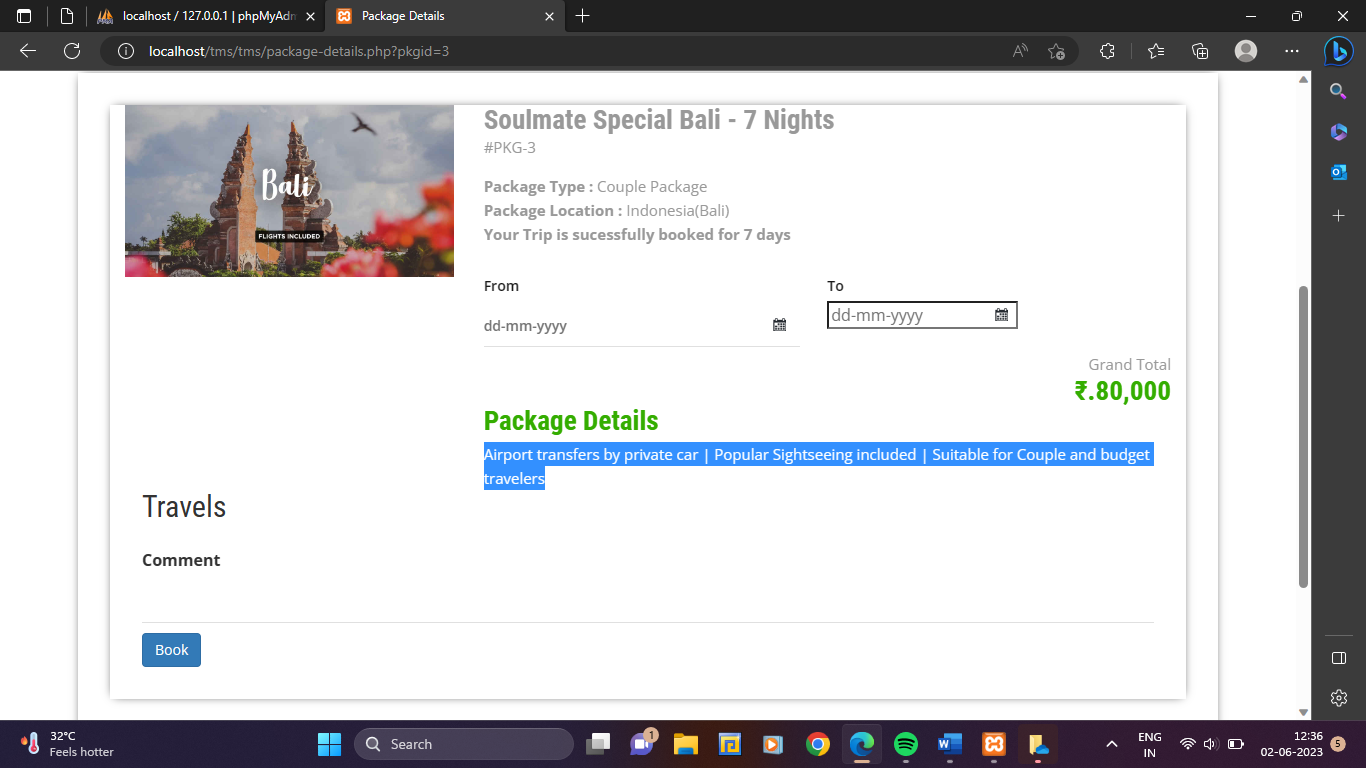 localhost / 127.0.0.1 | phpMyAdm
Package Details
localhost/tms/tms/package-details.php?pkgid=3
Bali
FLIGHTS INCLUDED
Soulmate Special Bali - 7 Nights
#PKG-3
Package Type : Couple Package
Package Location : Indonesia(Bali)
Your Trip is sucessfully booked for 7 days
From
To
dd-mm-yyyy
dd-mm-yyyy
Grand Total
₹.80,000
Package Details
Airport transfers by private car | Popular Sightseeing included | Suitable for Couple and budget
travelers
Travels
Comment
Book
32°C
Feels hotter
Search
1
ENG
IN
12:36
02-06-2023
5